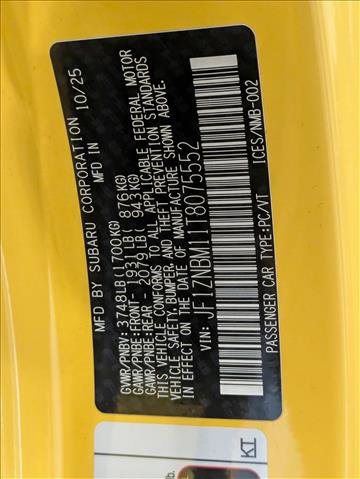 MFD BY SUBARU CORPORATION 10/25
MFD IN
GVWR/PNBV: 3748LB(1700KG)
GAWR/PNBE:FRONT- 1931LB( 876KG)
GAWR/PNBE:REAR - 2079LB( 943KG)
THIS VEHICLE CONFORMS TO ALL APPLICABLE FEDERAL MOTOR
VEHICLE SAFETY, BUMPER, AND THEFT PREVENTION STANDARDS
IN EFFECT ON THE DATE OF MANUFACTURE SHOWN ABOVE.
VIN: JF1ZNBM11T8075552
ICES/NMB-002
PASSENGER CAR TYPE:PC/VT
KT